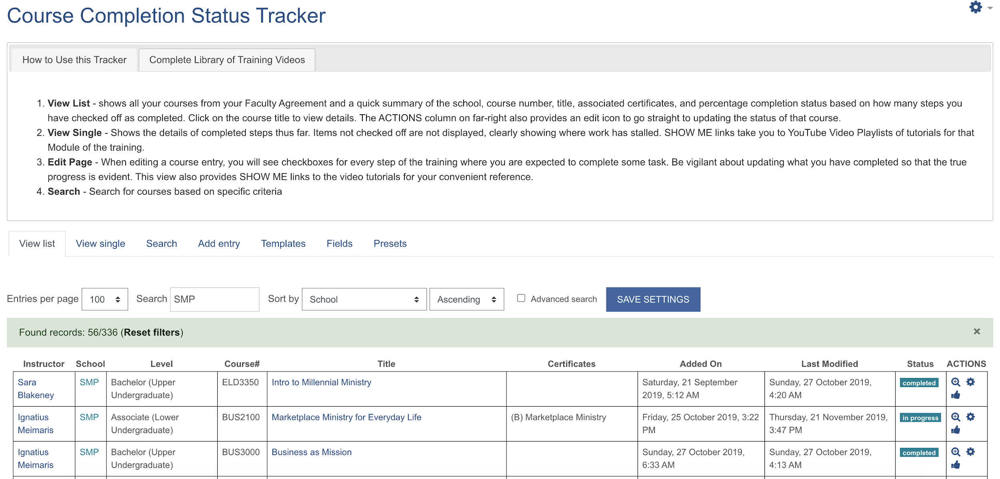 Course Completion Status Tracker
How to Use this Tracker
Complete Library of Training Videos
1. View List - shows all your courses from your Faculty Agreement and a quick summary of the school, course number, title, associated certificates, and percentage completion status based on how many steps you
have checked off as completed. Click on the course title to view details. The ACTIONS column on far-right also provides an edit icon to go straight to updating the status of that course.
2. View Single - Shows the details of completed steps thus far. Items not checked off are not displayed, clearly showing where work has stalled. SHOW ME links take you to YouTube Video Playlists of tutorials for that
Module of the training.
3. Edit Page - When editing a course entry, you will see checkboxes for every step of the training where you are expected to complete some task. Be vigilant about updating what you have completed so that the true
progress is evident. This view also provides SHOW ME links to the video tutorials for your convenient reference.
4. Search - Search for courses based on specific criteria
View list View single Search Add entry Templates Fields Presets
Entries per page 100 Search SMP Sort by School Ascending Advanced search SAVE SETTINGS
Found records: 56/336 (Reset filters) ×
Instructor School Level Course# Title Certificates Added On Last Modified Status ACTIONS
Sara SMP Bachelor (Upper ELD3350 Intro to Millennial Ministry Saturday, 21 September Sunday, 27 October 2019, completed
Blakeney Undergraduate) 2019, 5:12 AM 4:20 AM
Ignatius SMP Associate (Lower BUS2100 Marketplace Ministry for Everyday Life (B) Marketplace Ministry Friday, 25 October 2019, 3:22 Thursday, 21 November 2019, in progress
Meimaris Undergraduate) PM 3:47 PM
Ignatius SMP Bachelor (Upper BUS3000 Business as Mission Sunday, 27 October 2019, Sunday, 27 October 2019, completed
Meimaris Undergraduate) 6:33 AM 4:13 AM